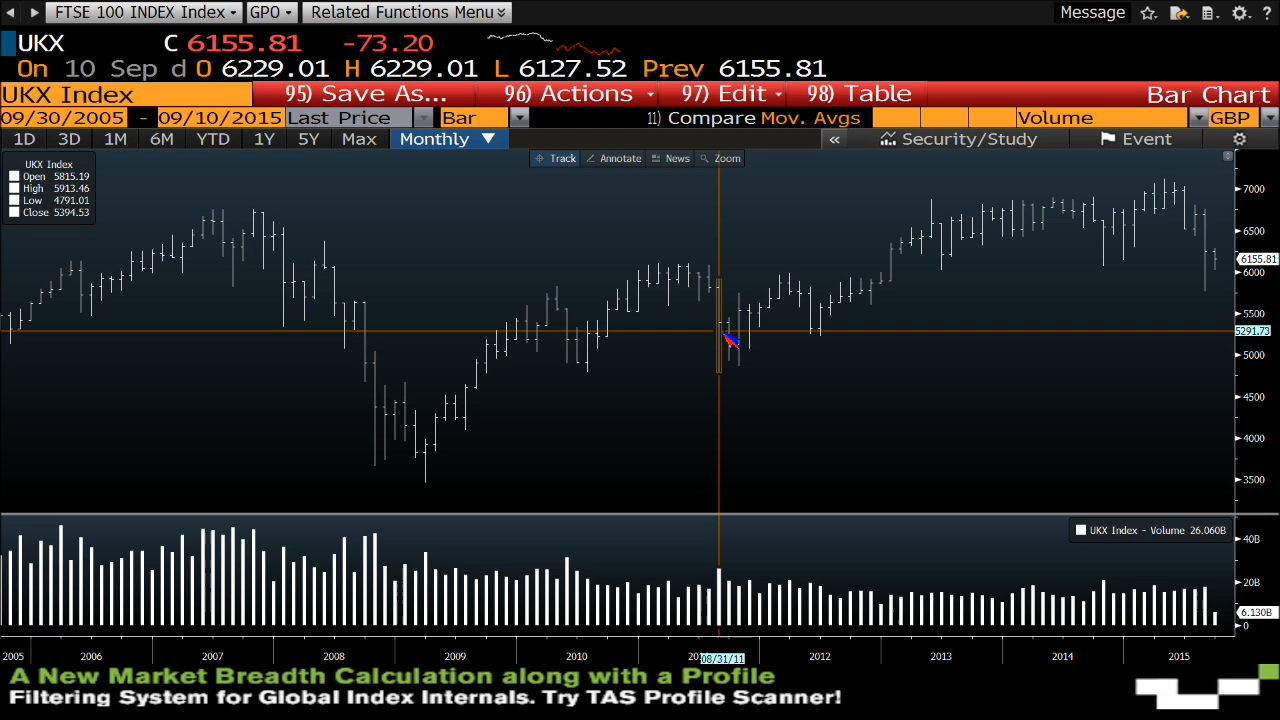 FTSE 100 INDEX Index GPO Related Functions Menu Message ?
UKX C 6155.81 -73.20
On 10 Sep d O 6229.01 H 6229.01 L 6127.52 Prev 6155.81
UKX Index 95) Save As... 96) Actions 97) Edit 98) Table Bar Chart
09/30/2005 - 09/10/2015 Last Price Bar 11) Compare Mov. Avgs Volume GBP
1D 3D 1M 6M YTD 1Y 5Y Max Monthly ▼ « Security/Study Event
Track Annotate News Zoom
UKX Index
Open 5815.19
High 5913.46
Low 4791.01
Close 5394.53
7000
6500
6155.81
6000
5500
5291.73
5000
4500
4000
3500
UKX Index - Volume 26.060B
40B
20B
6.130B
0
2005 2006 2007 2008 2009 2010 08/31/11 2012 2013 2014 2015
A New Market Breadth Calculation along with a Profile
Filtering System for Global Index Internals. Try TAS Profile Scanner!